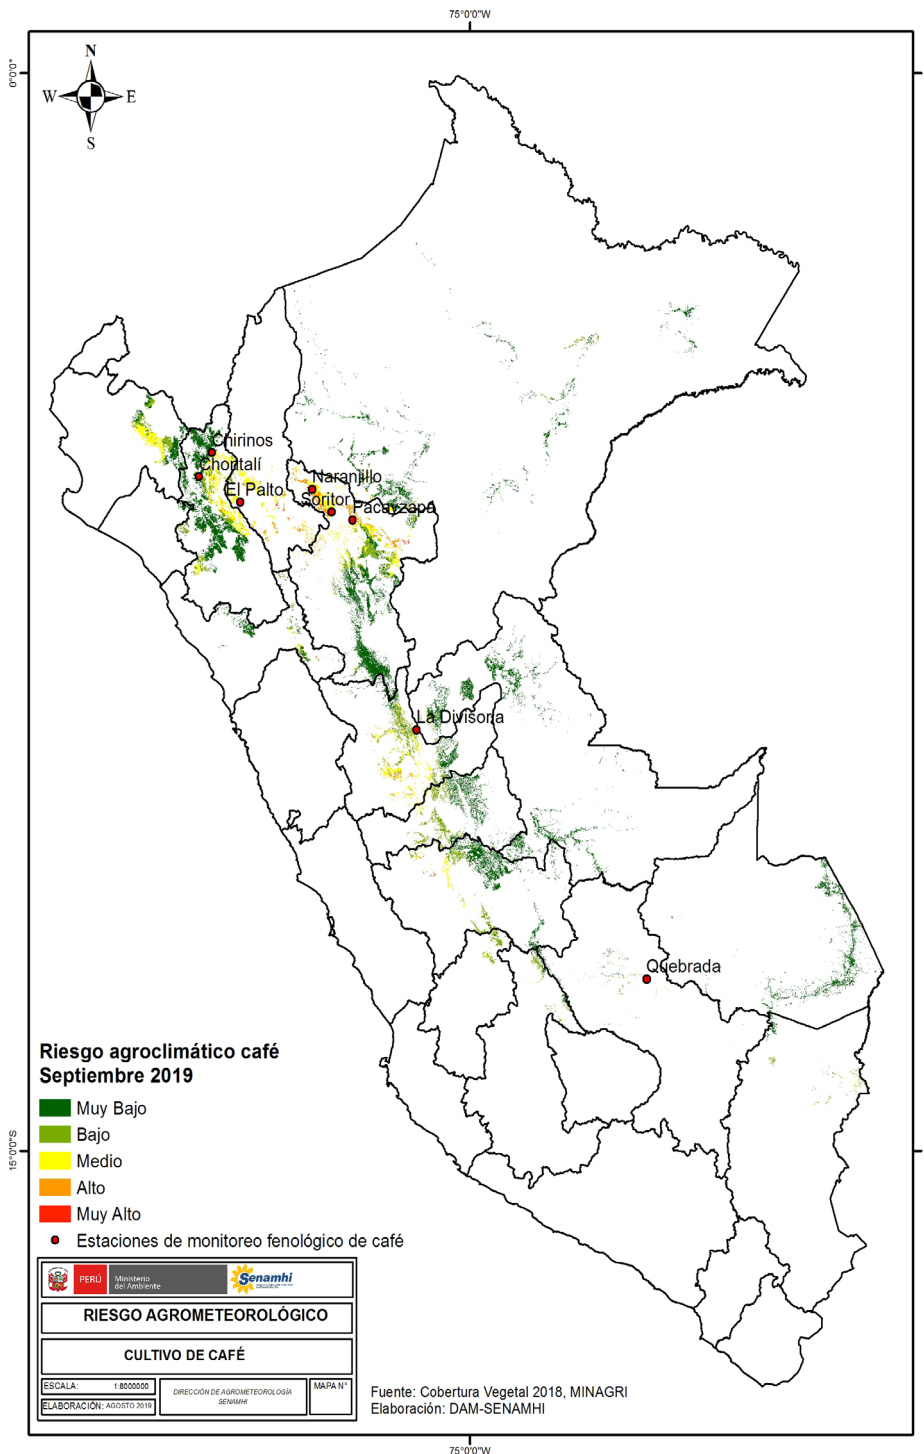 75°0'0"W
0°0'0"
N
W E
S
Chirinos
Chontalí
El Palto
Naranjillo
Soritor
Pacayzapa
La Divisoria
Quebrada
Riesgo agroclimático café
Septiembre 2019
Muy Bajo
Bajo
Medio
Alto
Muy Alto
Estaciones de monitoreo fenológico de café
15°0'0"S
PERÚ
Ministerio
del Ambiente
Senamhi
RIESGO AGROMETEOROLÓGICO
CULTIVO DE CAFÉ
ESCALA: 1:8000000
ELABORACIÓN: AGOSTO 2019
DIRECCIÓN DE AGROMETEOROLOGÍA
SENAMHI
MAPA N°
Fuente: Cobertura Vegetal 2018, MINAGRI
Elaboración: DAM-SENAMHI
75°0'0"W